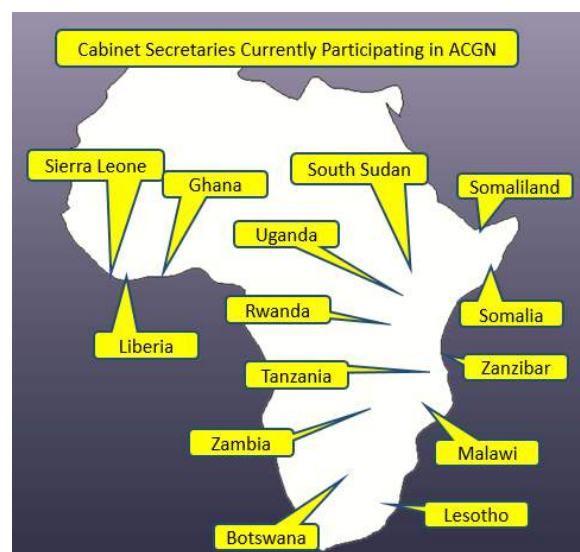 Cabinet Secretaries Currently Participating in ACGN
Sierra Leone
Ghana
South Sudan
Somaliland
Uganda
Rwanda
Somalia
Liberia
Zanzibar
Tanzania
Zambia
Malawi
Lesotho
Botswana